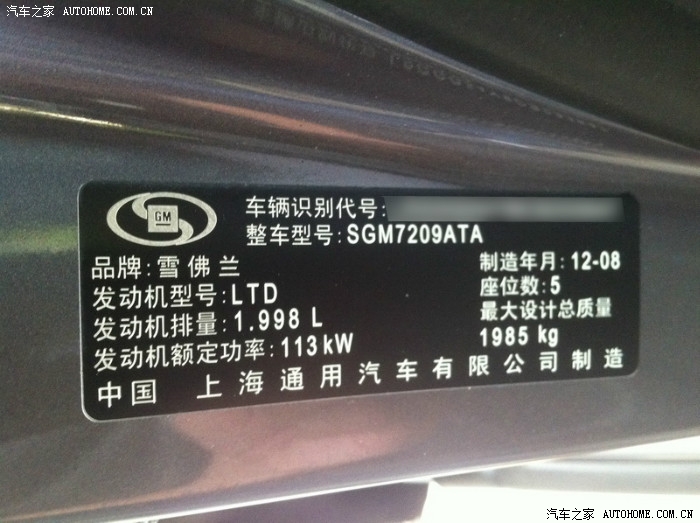 汽车之家 AUTOHOME.COM.CN
GM
车辆识别代号:
整车型号: SGM7209ATA
品牌: 雪佛兰
制造年月: 12-08
发动机型号: LTD
座位数: 5
发动机排量: 1.998 L
最大设计总质量
发动机额定功率: 113kW
1985 kg
中国 上海通用汽车有限公司制造
汽车之家 AUTOHOME.COM.CN